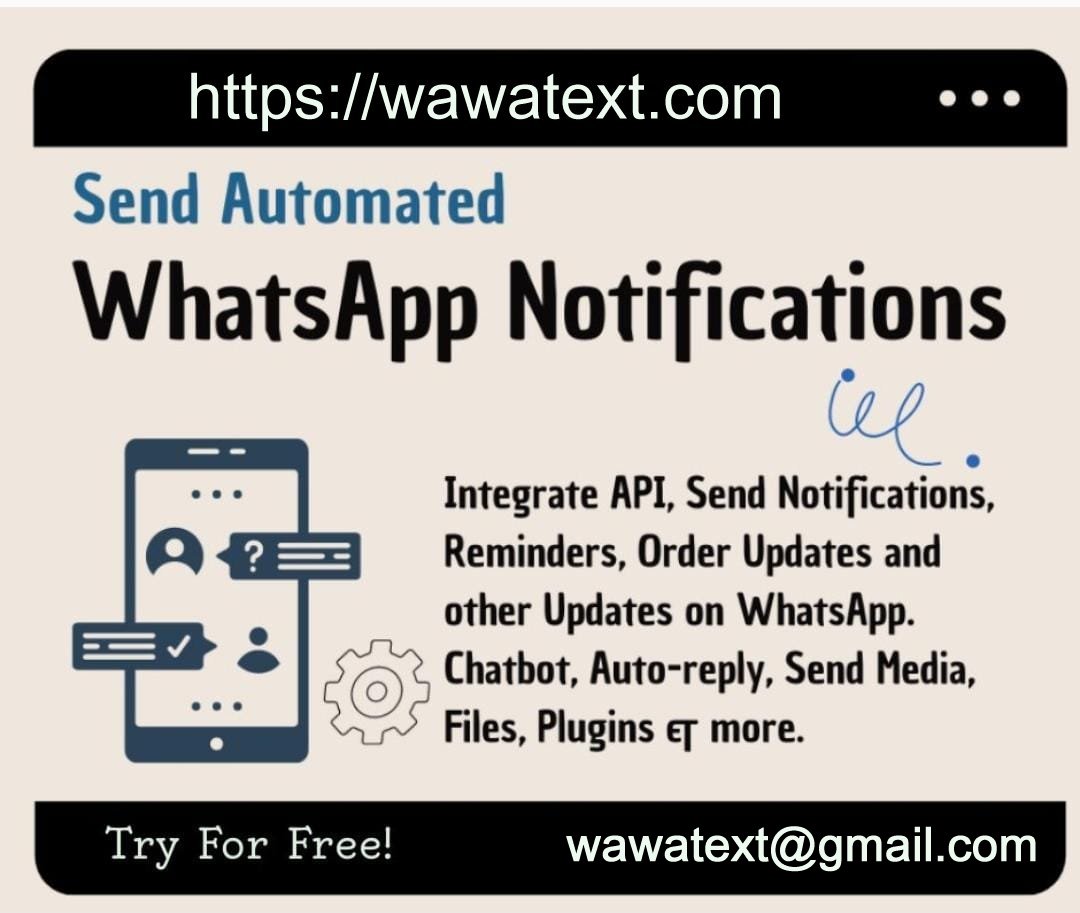 https://wawatext.com
Send Automated
WhatsApp Notifications
?
Integrate API, Send Notifications,
Reminders, Order Updates and
other Updates on WhatsApp.
Chatbot, Auto-reply, Send Media,
Files, Plugins & more.
Try For Free!
wawatext@gmail.com